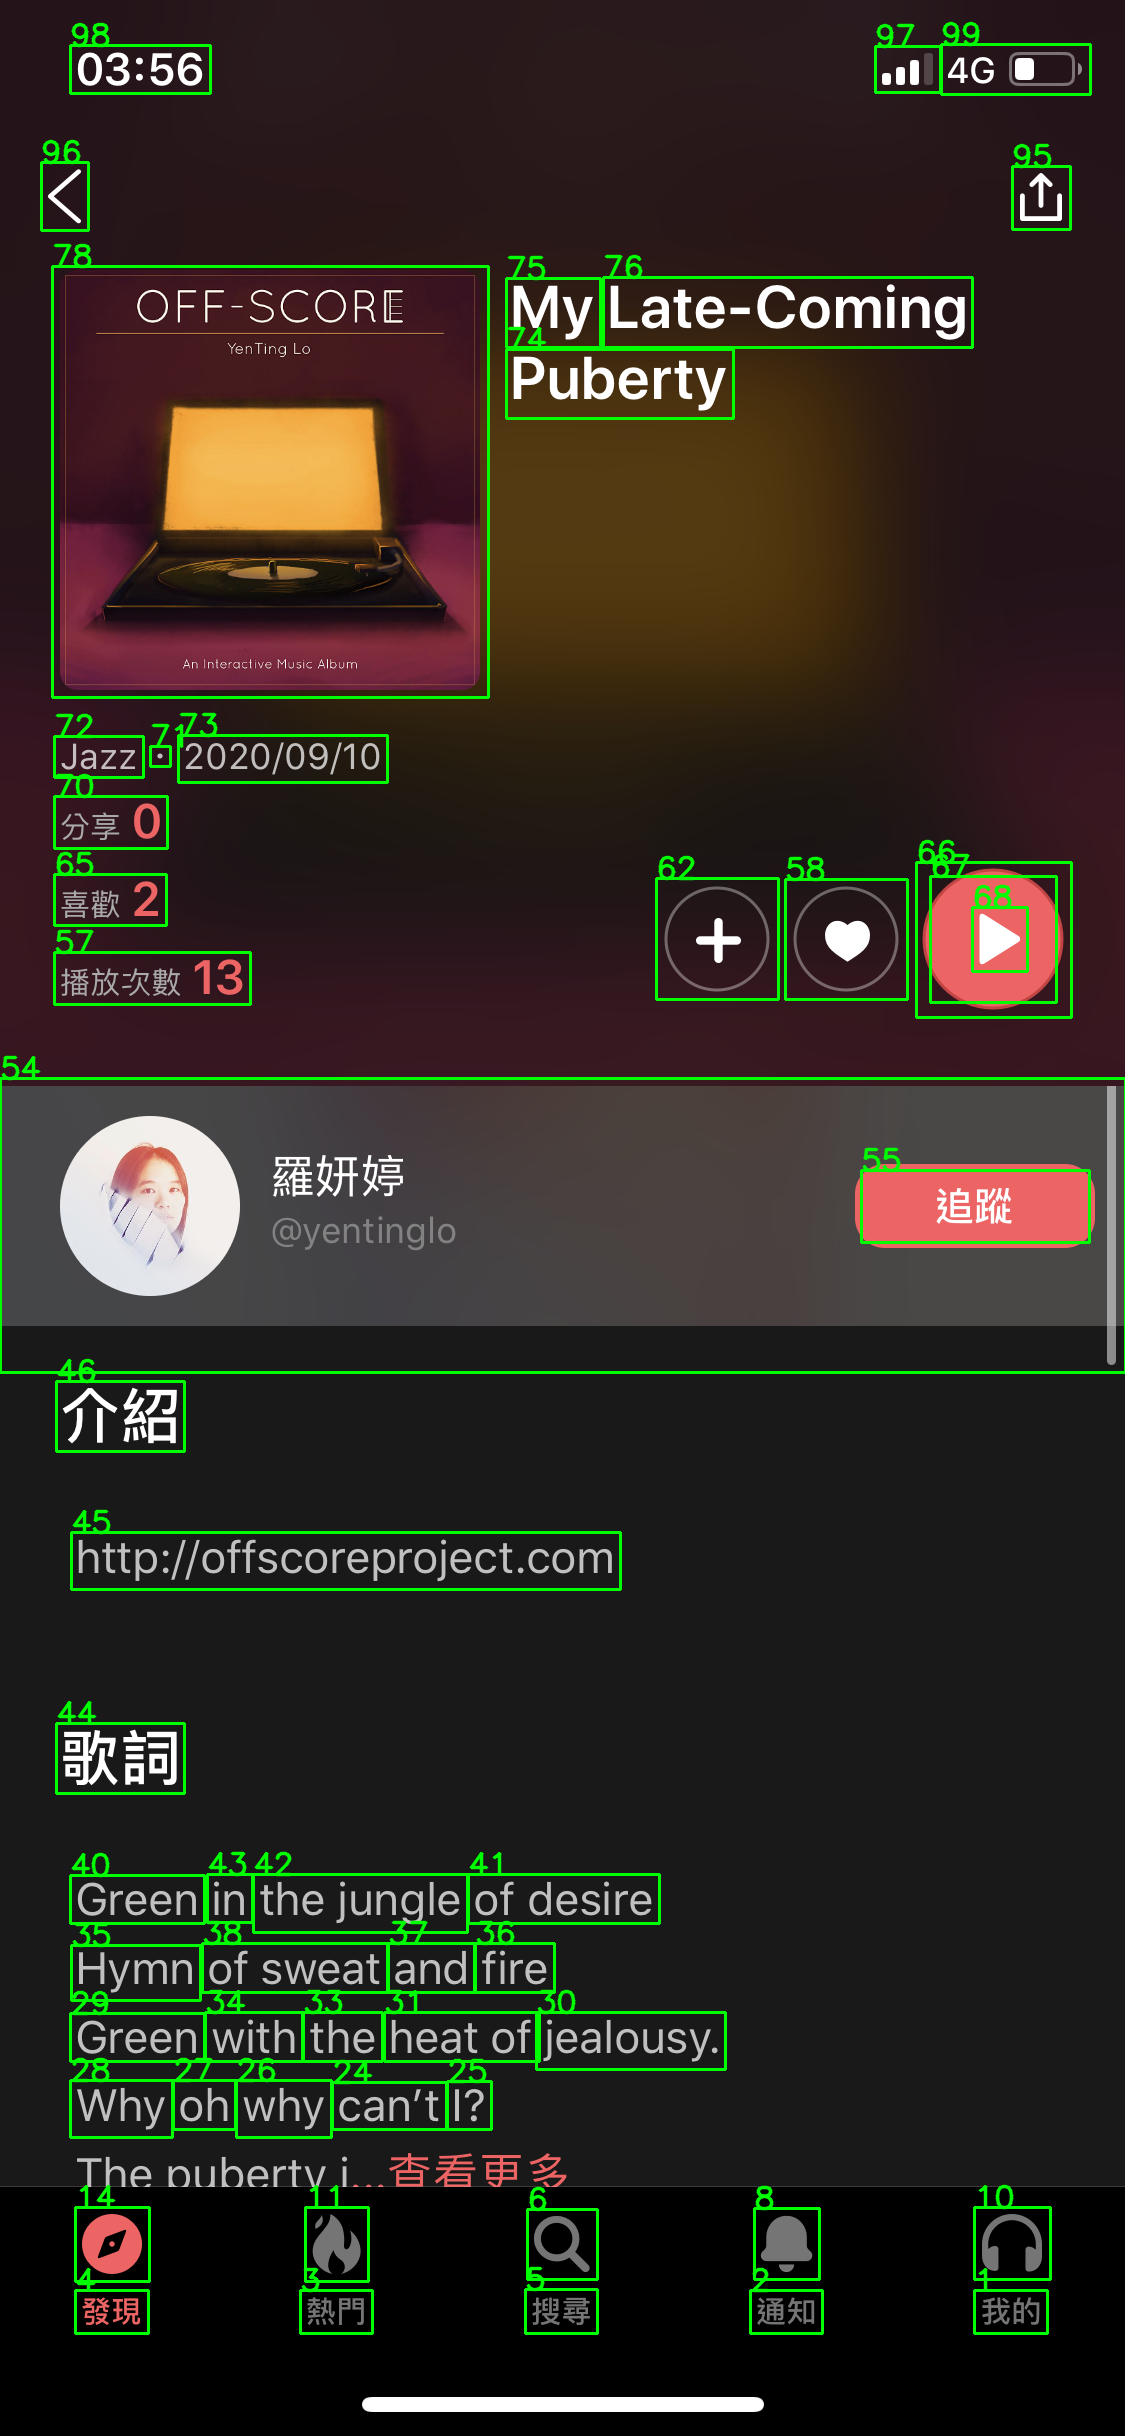 03:56
4G
OFF-SCORE
YenTing Lo
An Interactive Music Album
My Late-Coming
Puberty
Jazz · 2020/09/10
分享 0
喜歡 2
播放次數 13
羅妍婷
@yentinglo
追蹤
介紹
http://offscoreproject.com
歌詞
Green in the jungle of desire
Hymn of sweat and fire
Green with the heat of jealousy.
Why oh why can't I?
The puberty i...查看更多
發現
熱門
搜尋
通知
我的
98
97
99
96
95
78
75
76
74
72
71
73
70
65
57
62
58
66
67
68
54
55
46
45
44
40
43
42
41
35
38
37
36
29
34
33
31
30
28
27
26
24
25
14
11
6
8
10
4
3
5
2
1